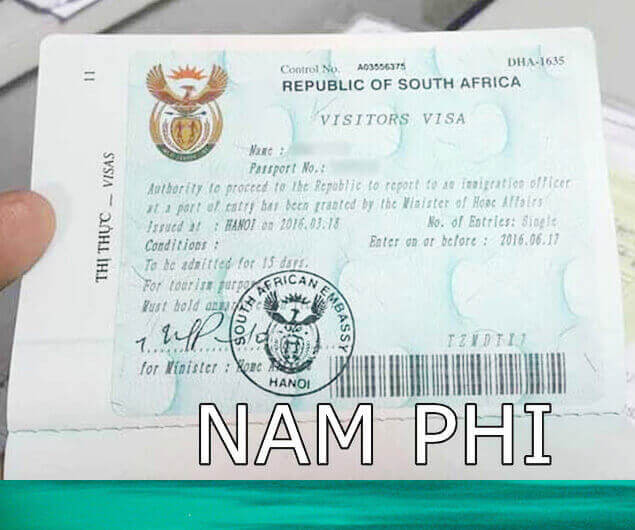 11
THỊ THỰC _ VISAS
Control No. A03556375 DHA-1635
REPUBLIC OF SOUTH AFRICA
VISITORS VISA
Name :
Passport No.:
Authority to proceed to the Republic to report to an immigration officer
at a port of entry has been granted by the Minister of Home Affairs
Issued at : HANOI on 2016.03.18 No. of Entries: Single
Conditions : Enter on or before : 2016.06.17
To be admitted for 15 days.
For tourism
Must hold
for Minister : Home
SOUTH AFRICAN EMBASSY
HANOI
NAM PHI